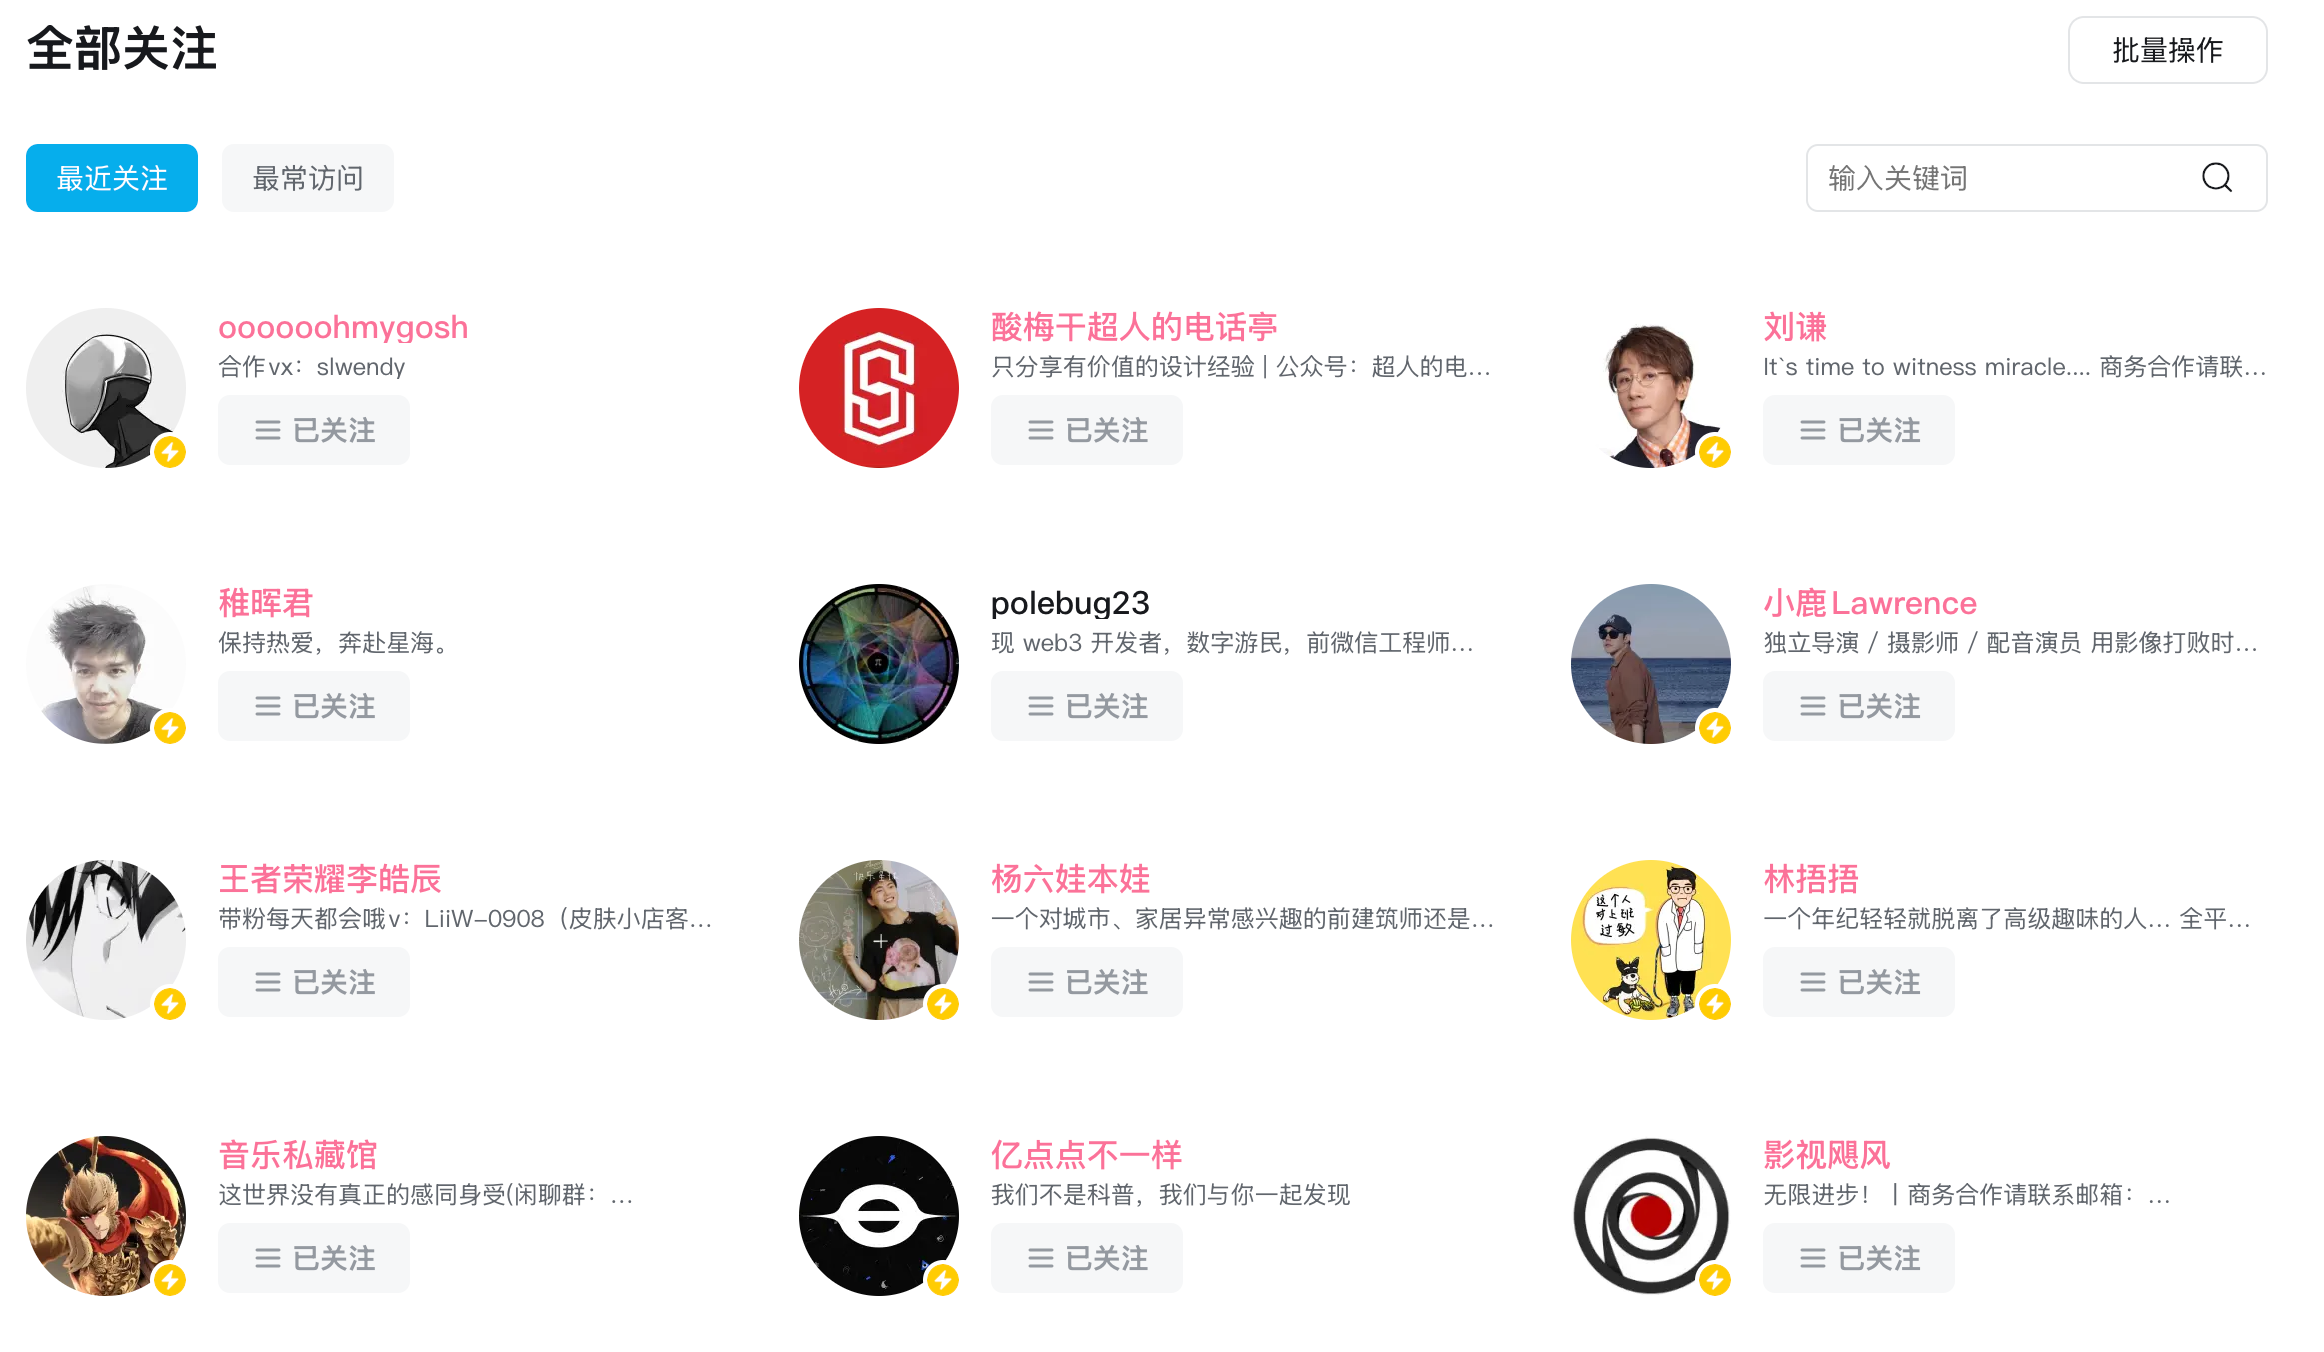 全部关注
批量操作
最近关注
最常访问
输入关键词
oooooohmygosh
合作vx：slwendy
已关注
酸梅干超人的电话亭
只分享有价值的设计经验 | 公众号：超人的电…
已关注
刘谦
It`s time to witness miracle.... 商务合作请联…
已关注
稚晖君
保持热爱，奔赴星海。
已关注
polebug23
现 web3 开发者，数字游民，前微信工程师…
已关注
小鹿Lawrence
独立导演 / 摄影师 / 配音演员 用影像打败时…
已关注
王者荣耀李皓辰
带粉每天都会哦v：LiiW-0908（皮肤小店客…
已关注
杨六娃本娃
一个对城市、家居异常感兴趣的前建筑师还是…
已关注
这个人
对上班
过敏
林捂捂
一个年纪轻轻就脱离了高级趣味的人… 全平…
已关注
音乐私藏馆
这世界没有真正的感同身受(闲聊群：…
已关注
亿点点不一样
我们不是科普，我们与你一起发现
已关注
影视飓风
无限进步！丨商务合作请联系邮箱：…
已关注